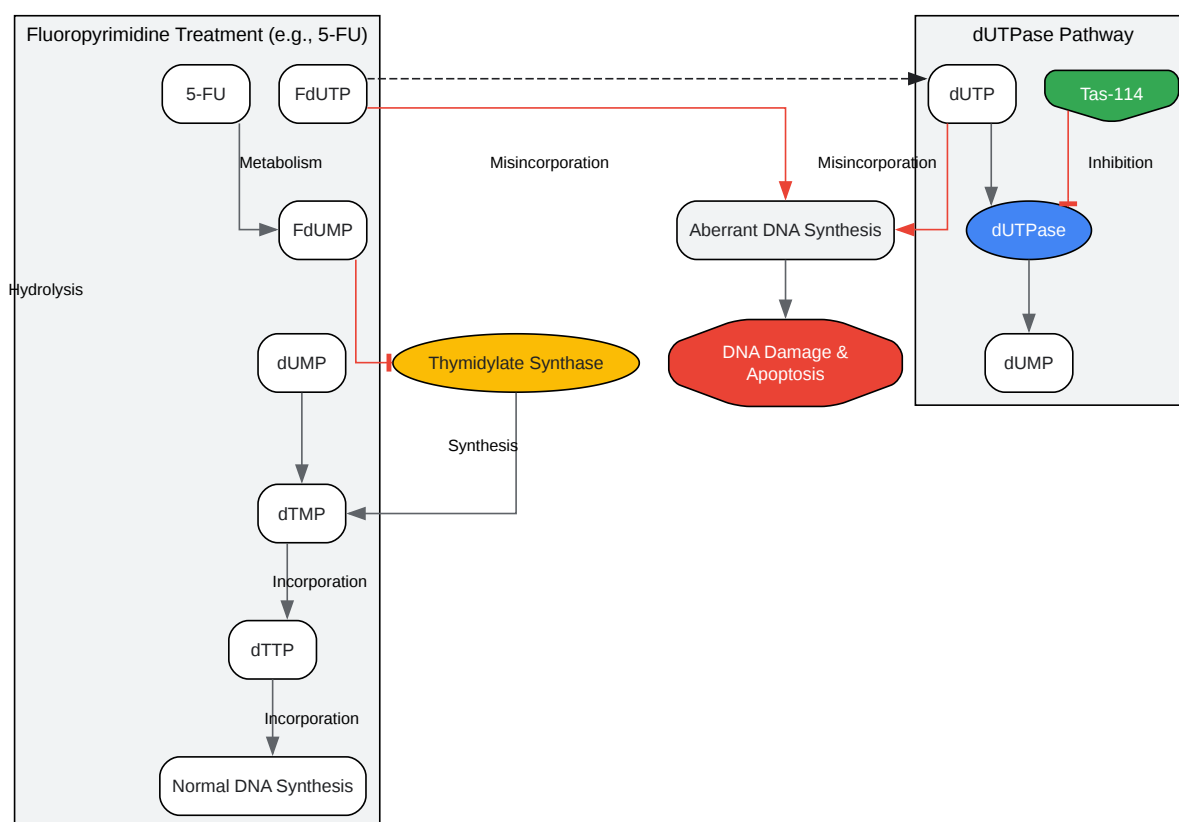 Fluoropyrimidine Treatment (e.g., 5-FU)
dUTPase Pathway
5-FU
FdUTP
dUTP
Tas-114
Metabolism
Misincorporation
Misincorporation
Inhibition
FdUMP
Aberrant DNA Synthesis
dUTPase
Hydrolysis
dUMP
Thymidylate Synthase
DNA Damage &
Apoptosis
dUMP
Synthesis
dTMP
Incorporation
dTTP
Incorporation
Normal DNA Synthesis